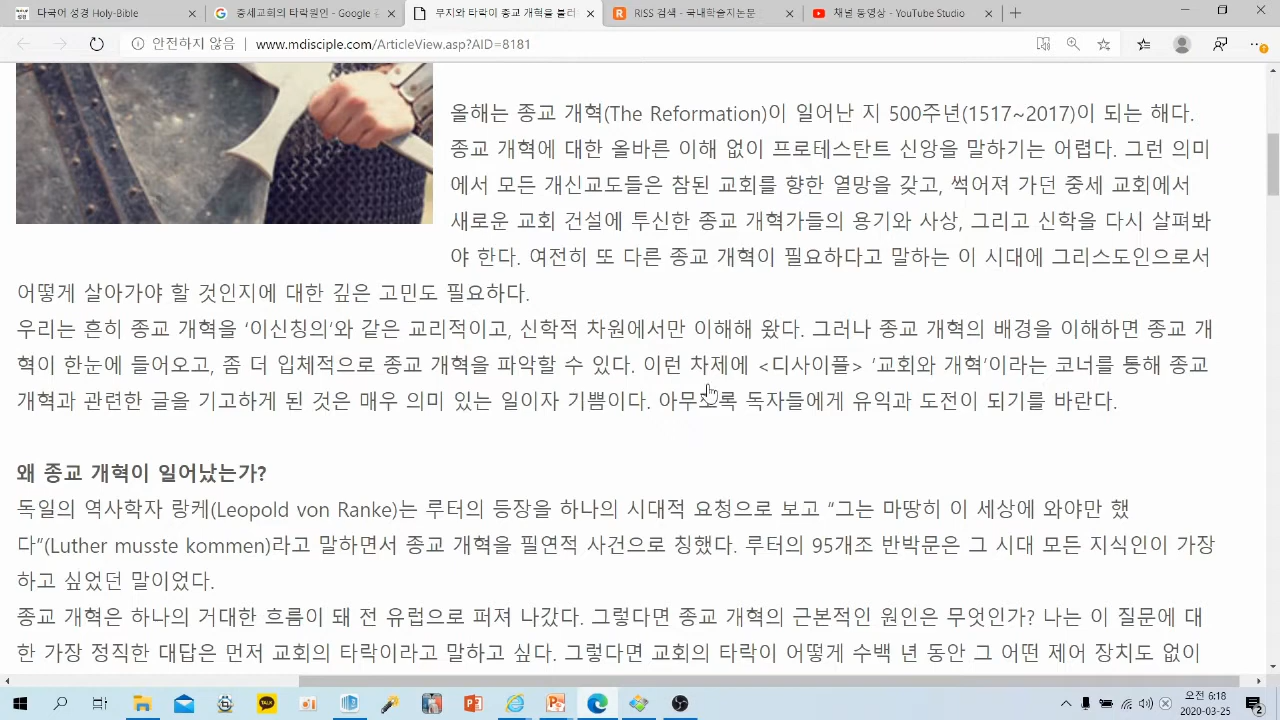 다국어 성경 Holy-Bible
중세교회의 타락원인 - Google
무지와 타락이 종교 개혁을 불러
RISS 검색 - 국내학술지논문
채널 동영상 - YouTube Studio
안전하지 않음 | www.mdisciple.com/ArticleView.asp?AID=8181
올해는 종교 개혁(The Reformation)이 일어난 지 500주년(1517~2017)이 되는 해다.
종교 개혁에 대한 올바른 이해 없이 프로테스탄트 신앙을 말하기는 어렵다. 그런 의미
에서 모든 개신교도들은 참된 교회를 향한 열망을 갖고, 썩어져 가던 중세 교회에서
새로운 교회 건설에 투신한 종교 개혁가들의 용기와 사상, 그리고 신학을 다시 살펴봐
야 한다. 여전히 또 다른 종교 개혁이 필요하다고 말하는 이 시대에 그리스도인으로서
어떻게 살아가야 할 것인지에 대한 깊은 고민도 필요하다.
우리는 흔히 종교 개혁을 ‘이신칭의’와 같은 교리적이고, 신학적 차원에서만 이해해 왔다. 그러나 종교 개혁의 배경을 이해하면 종교 개
혁이 한눈에 들어오고, 좀 더 입체적으로 종교 개혁을 파악할 수 있다. 이런 차제에 <디사이플> ‘교회와 개혁’이라는 코너를 통해 종교
개혁과 관련한 글을 기고하게 된 것은 매우 의미 있는 일이자 기쁨이다. 아무쪼록 독자들에게 유익과 도전이 되기를 바란다.
왜 종교 개혁이 일어났는가?
독일의 역사학자 랑케(Leopold von Ranke)는 루터의 등장을 하나의 시대적 요청으로 보고 “그는 마땅히 이 세상에 와야만 했
다”(Luther musste kommen)라고 말하면서 종교 개혁을 필연적 사건으로 칭했다. 루터의 95개조 반박문은 그 시대 모든 지식인이 가장
하고 싶었던 말이었다.
종교 개혁은 하나의 거대한 흐름이 돼 전 유럽으로 퍼져 나갔다. 그렇다면 종교 개혁의 근본적인 원인은 무엇인가? 나는 이 질문에 대
한 가장 정직한 대답은 먼저 교회의 타락이라고 말하고 싶다. 그렇다면 교회의 타락이 어떻게 수백 년 동안 그 어떤 제어 장치도 없이
TALK
오전 6:18
2020-03-25
2